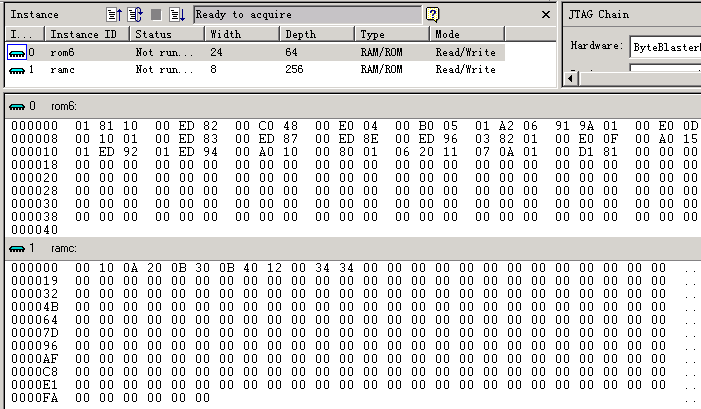 Instance Ready to acquire JTAG Chain
I... Instance ID Status Width Depth Type Mode
0 rom6 Not run... 24 64 RAM/ROM Read/Write
1 ramc Not run... 8 256 RAM/ROM Read/Write
Hardware: ByteBlaster
0 rom6:
000000 01 81 10 00 ED 82 00 C0 48 00 E0 04 00 B0 05 01 A2 06 91 9A 01 00 E0 0D
000008 00 10 01 00 ED 83 00 ED 87 00 ED 8E 00 ED 96 03 82 01 00 E0 0F 00 A0 15
000010 01 ED 92 01 ED 94 00 A0 10 00 80 01 06 20 11 07 0A 01 00 D1 81 00 00 00
000018 00 00 00 00 00 00 00 00 00 00 00 00 00 00 00 00 00 00 00 00 00 00 00 00
000020 00 00 00 00 00 00 00 00 00 00 00 00 00 00 00 00 00 00 00 00 00 00 00 00
000028 00 00 00 00 00 00 00 00 00 00 00 00 00 00 00 00 00 00 00 00 00 00 00 00
000030 00 00 00 00 00 00 00 00 00 00 00 00 00 00 00 00 00 00 00 00 00 00 00 00
000038 00 00 00 00 00 00 00 00 00 00 00 00 00 00 00 00 00 00 00 00 00 00 00 00
000040
1 ramc:
000000 00 10 0A 20 0B 30 0B 40 12 00 34 34 00 00 00 00 00 00 00 00 00 00 00 00 00 ..
000019 00 00 00 00 00 00 00 00 00 00 00 00 00 00 00 00 00 00 00 00 00 00 00 00 00 ..
000032 00 00 00 00 00 00 00 00 00 00 00 00 00 00 00 00 00 00 00 00 00 00 00 00 00 ..
00004B 00 00 00 00 00 00 00 00 00 00 00 00 00 00 00 00 00 00 00 00 00 00 00 00 00 ..
000064 00 00 00 00 00 00 00 00 00 00 00 00 00 00 00 00 00 00 00 00 00 00 00 00 00 ..
00007D 00 00 00 00 00 00 00 00 00 00 00 00 00 00 00 00 00 00 00 00 00 00 00 00 00 ..
000096 00 00 00 00 00 00 00 00 00 00 00 00 00 00 00 00 00 00 00 00 00 00 00 00 00 ..
0000AF 00 00 00 00 00 00 00 00 00 00 00 00 00 00 00 00 00 00 00 00 00 00 00 00 00 ..
0000C8 00 00 00 00 00 00 00 00 00 00 00 00 00 00 00 00 00 00 00 00 00 00 00 00 00 ..
0000E1 00 00 00 00 00 00 00 00 00 00 00 00 00 00 00 00 00 00 00 00 00 00 00 00 00 ..
0000FA 00 00 00 00 00 00 ..